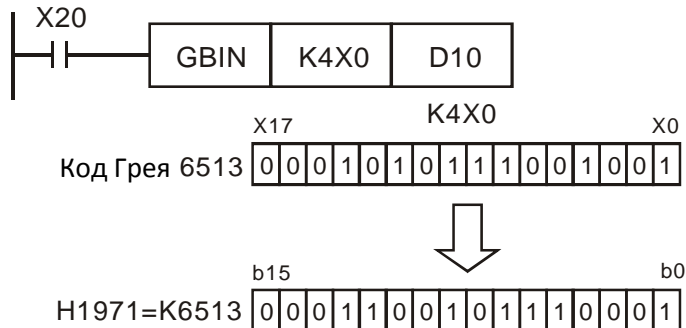 X20
GBIN K4X0 D10
K4X0
X17 X0
Код Грея 6513 0 0 0 1 0 1 0 1 1 1 0 0 1 0 0 1
b15 b0
H1971=K6513 0 0 0 1 1 0 0 1 0 1 1 1 0 0 0 1